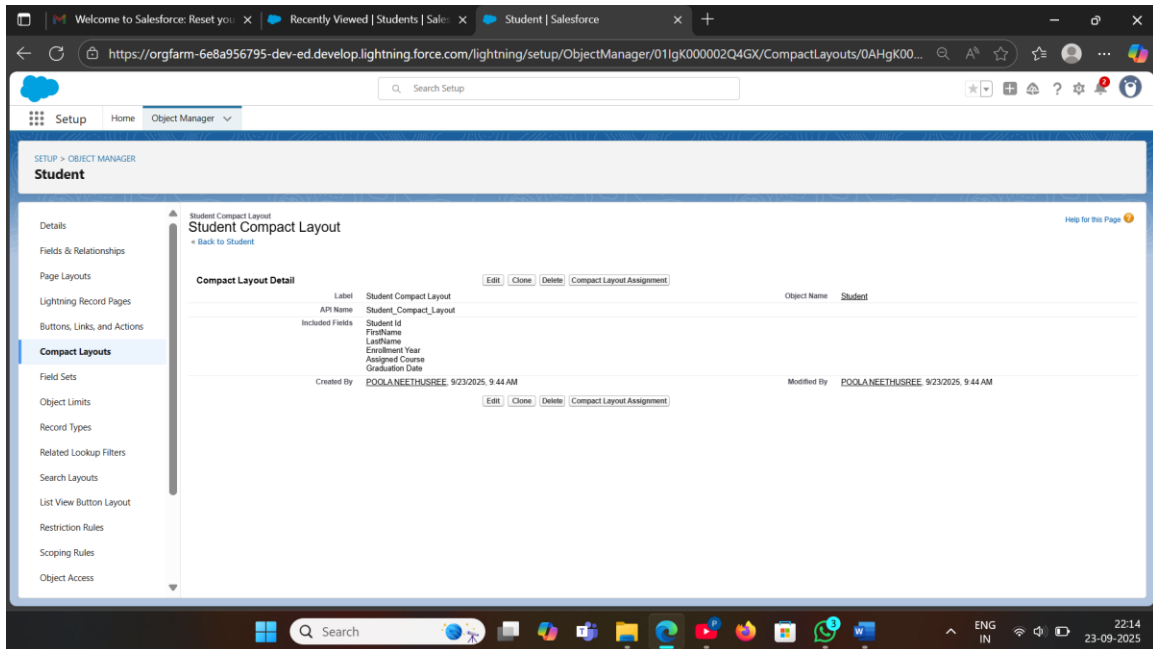 Welcome to Salesforce: Reset you
Recently Viewed | Students | Sales
Student | Salesforce
https://orgfarm-6e8a956795-dev-ed.develop.lightning.force.com/lightning/setup/ObjectManager/01IgK000002Q4GX/CompactLayouts/0AHgK00...
Search Setup
2
Setup
Home
Object Manager
SETUP > OBJECT MANAGER
Student
Details
Fields & Relationships
Page Layouts
Lightning Record Pages
Buttons, Links, and Actions
Compact Layouts
Field Sets
Object Limits
Record Types
Related Lookup Filters
Search Layouts
List View Button Layout
Restriction Rules
Scoping Rules
Object Access
Student Compact Layout
Student Compact Layout
« Back to Student
Help for this Page ?
Compact Layout Detail
Edit Clone Delete Compact Layout Assignment
Label Student Compact Layout Object Name Student
API Name Student_Compact_Layout
Included Fields Student Id
FirstName
LastName
Enrollment Year
Assigned Course
Graduation Date
Created By POOLA NEETHUSREE, 9/23/2025, 9:44 AM Modified By POOLA NEETHUSREE, 9/23/2025, 9:44 AM
Edit Clone Delete Compact Layout Assignment
Search
3
ENG
IN
22:14
23-09-2025